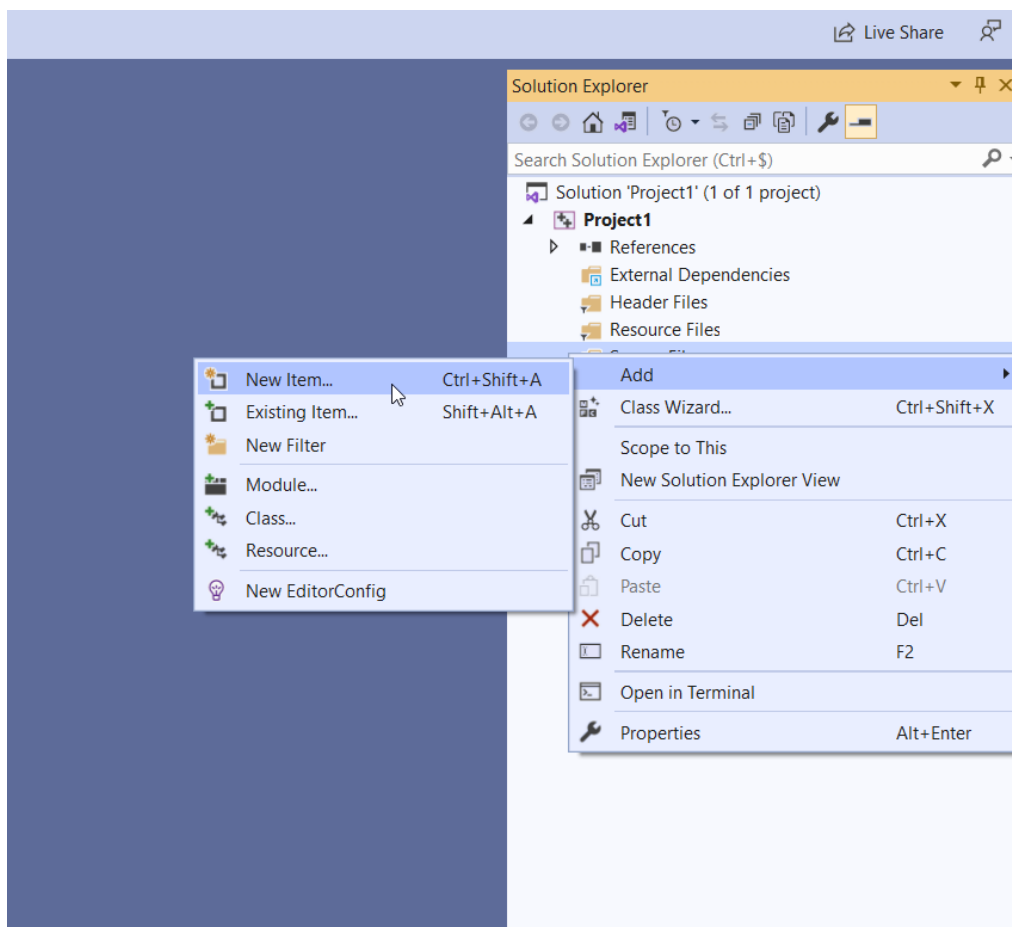 Live Share
Solution Explorer
Search Solution Explorer (Ctrl+$)
Solution 'Project1' (1 of 1 project)
Project1
References
External Dependencies
Header Files
Resource Files
New Item... Ctrl+Shift+A
Existing Item... Shift+Alt+A
New Filter
Module...
Class...
Resource...
New EditorConfig
Add
Class Wizard... Ctrl+Shift+X
Scope to This
New Solution Explorer View
Cut Ctrl+X
Copy Ctrl+C
Paste Ctrl+V
Delete Del
Rename F2
Open in Terminal
Properties Alt+Enter